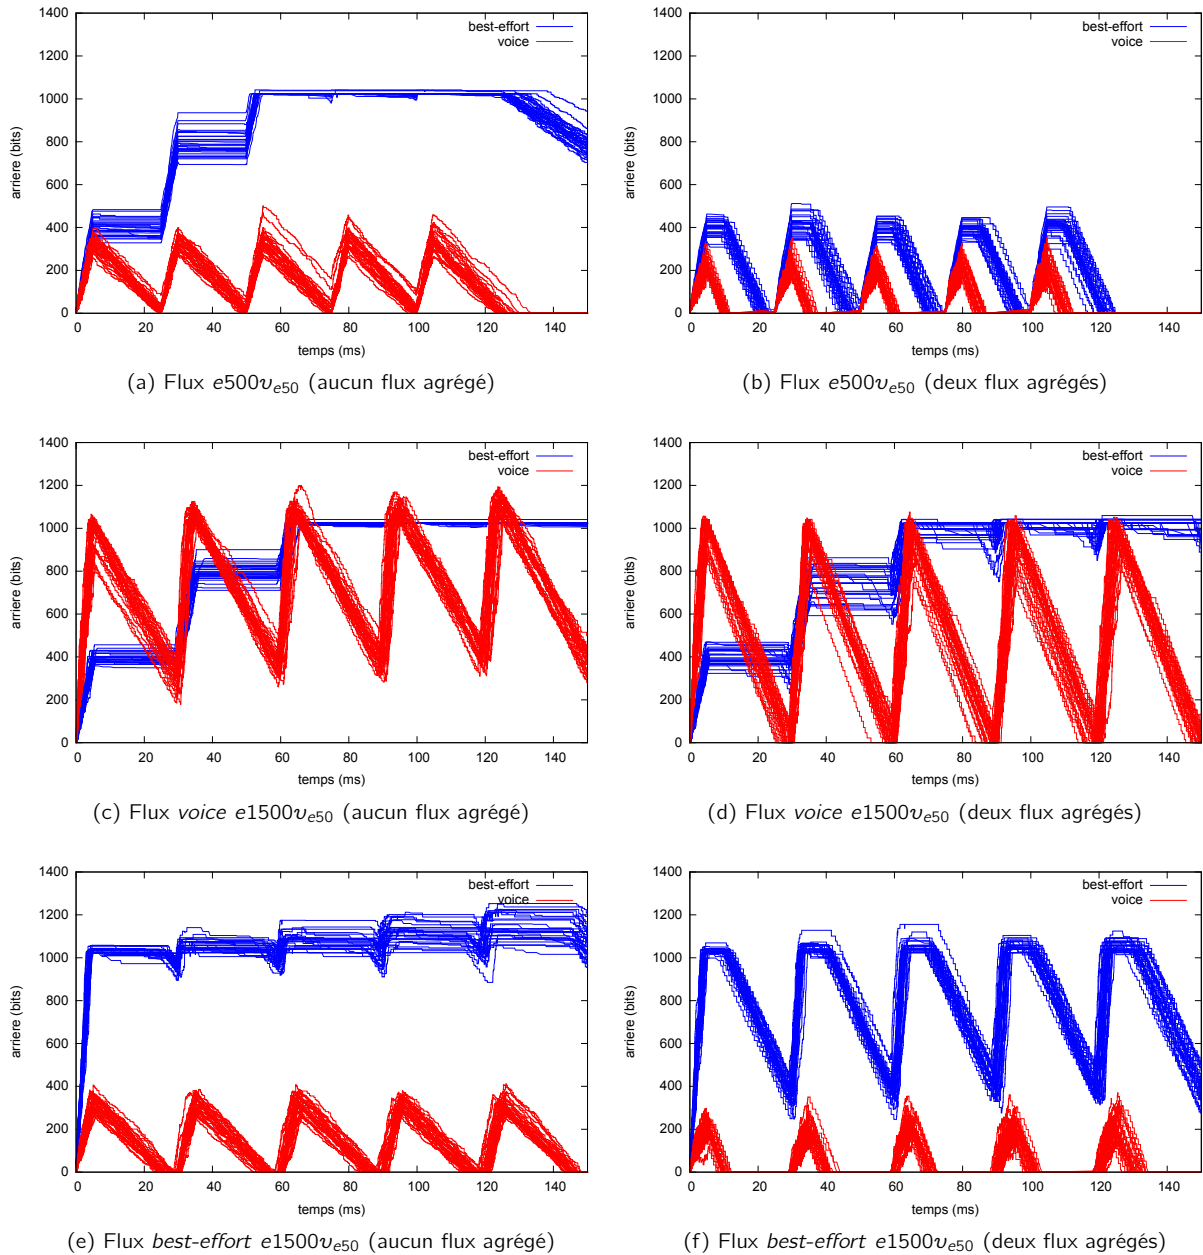 1400
1200
1000
800
600
400
200
0
arriere (bits)
best-effort
voice
0 20 40 60 80 100 120 140
temps (ms)
(a) Flux e500υe50 (aucun flux agrégé)
1400
1200
1000
800
600
400
200
0
arriere (bits)
best-effort
voice
0 20 40 60 80 100 120 140
temps (ms)
(b) Flux e500υe50 (deux flux agrégés)
1400
1200
1000
800
600
400
200
0
arriere (bits)
best-effort
voice
0 20 40 60 80 100 120 140
temps (ms)
(c) Flux voice e1500υe50 (aucun flux agrégé)
1400
1200
1000
800
600
400
200
0
arriere (bits)
best-effort
voice
0 20 40 60 80 100 120 140
temps (ms)
(d) Flux voice e1500υe50 (deux flux agrégés)
1400
1200
1000
800
600
400
200
0
arriere (bits)
best-effort
voice
0 20 40 60 80 100 120 140
temps (ms)
(e) Flux best-effort e1500υe50 (aucun flux agrégé)
1400
1200
1000
800
600
400
200
0
arriere (bits)
best-effort
voice
0 20 40 60 80 100 120 140
temps (ms)
(f) Flux best-effort e1500υe50 (deux flux agrégés)